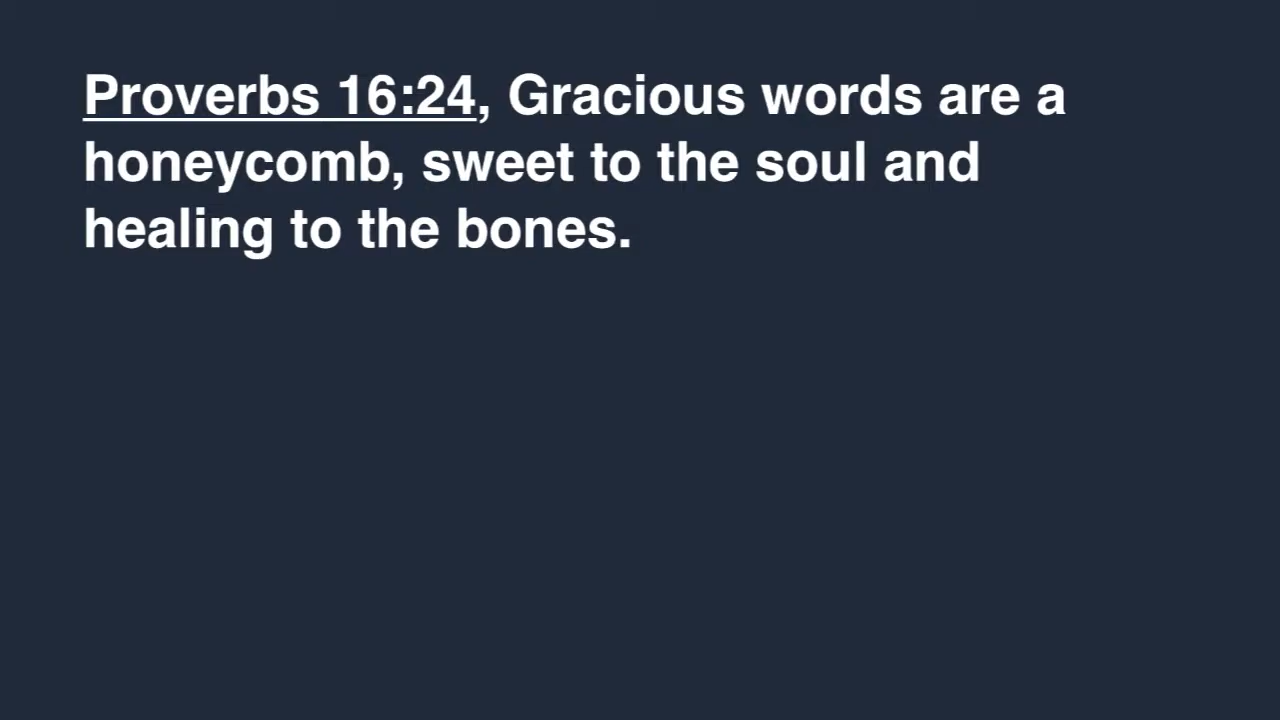 Proverbs 16:24, Gracious words are a
honeycomb, sweet to the soul and
healing to the bones.